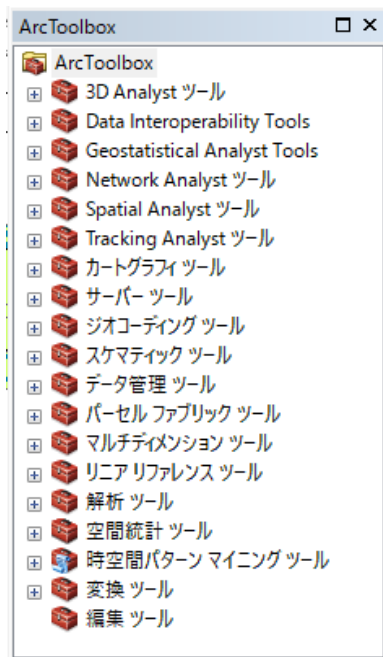 ArcToolbox
ArcToolbox
3D Analyst ツール
Data Interoperability Tools
Geostatistical Analyst Tools
Network Analyst ツール
Spatial Analyst ツール
Tracking Analyst ツール
カートグラフィ ツール
サーバー ツール
ジオコーディング ツール
スケマティック ツール
データ管理 ツール
パーセル ファブリック ツール
マルチディメンション ツール
リニア リファレンス ツール
解析 ツール
空間統計 ツール
時空間パターン マイニング ツール
変換 ツール
編集 ツール